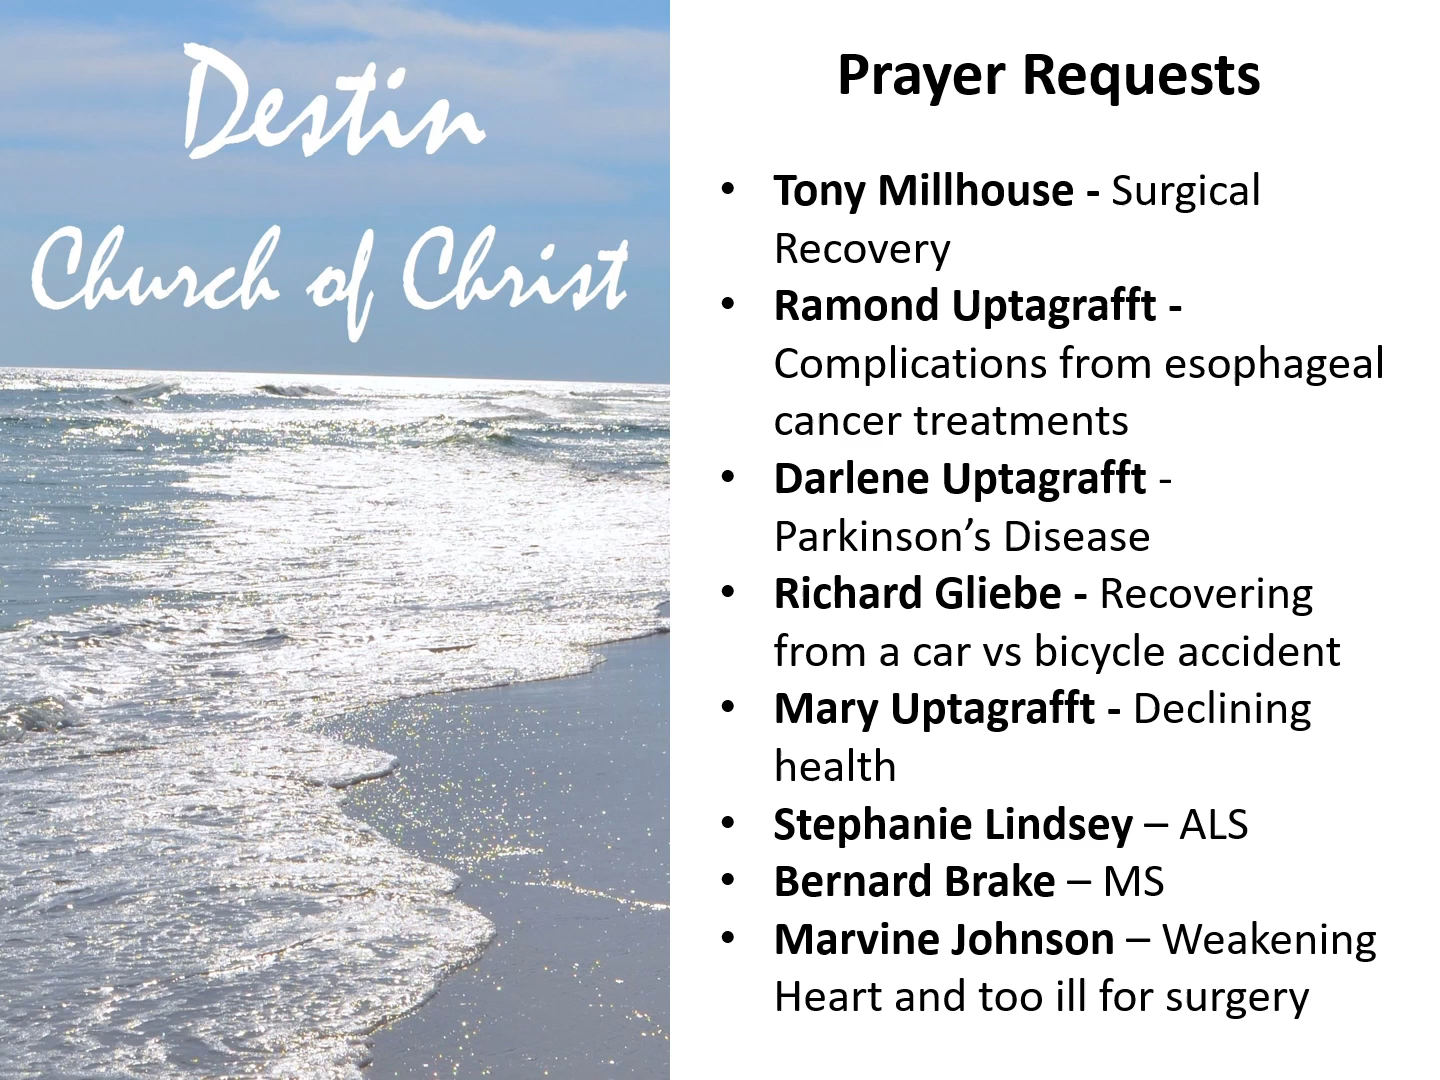 Destin
Church of Christ
Prayer Requests
• Tony Millhouse - Surgical
Recovery
• Ramond Uptagrafft -
Complications from esophageal
cancer treatments
• Darlene Uptagrafft -
Parkinson’s Disease
• Richard Gliebe - Recovering
from a car vs bicycle accident
• Mary Uptagrafft - Declining
health
• Stephanie Lindsey – ALS
• Bernard Brake – MS
• Marvine Johnson – Weakening
Heart and too ill for surgery